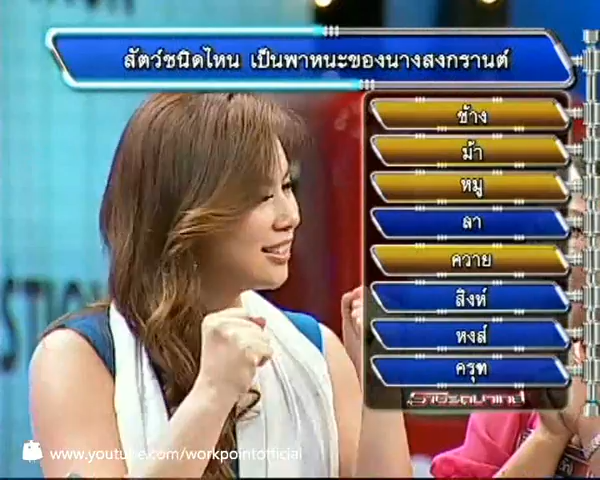 สัตว์ชนิดไหน เป็นพาหนะของนางสงกรานต์
ช้าง
ม้า
หมู
ลา
ควาย
สิงห์
หงส์
ครุฑ
www.youtube.com/workpointofficial